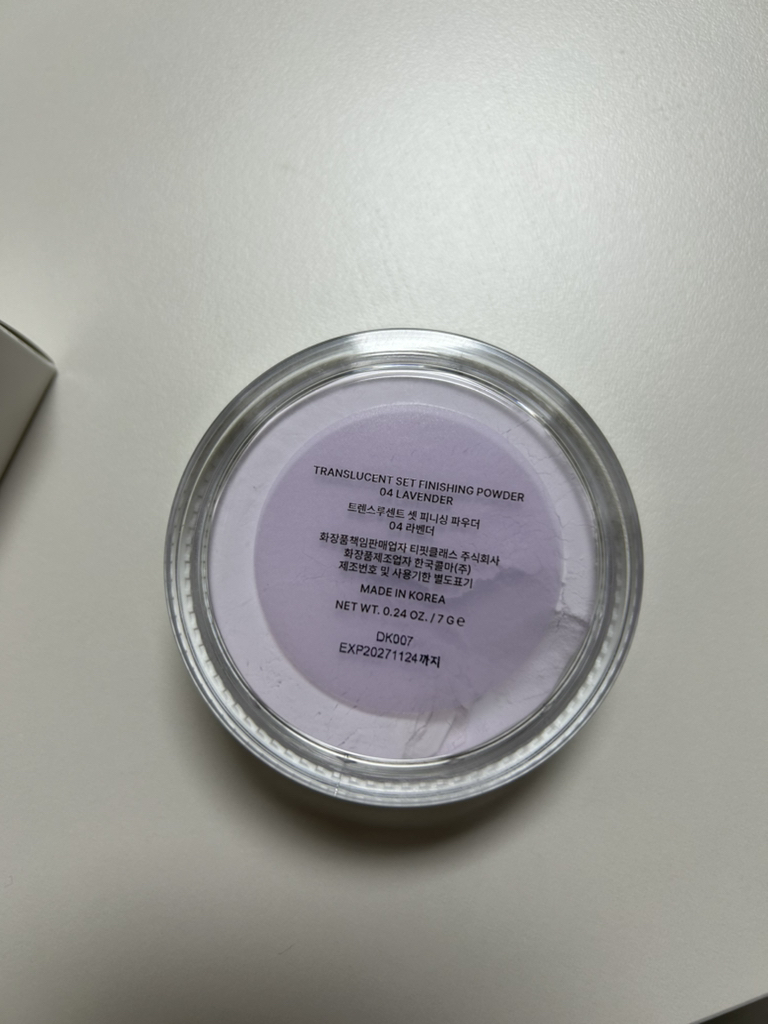 TRANSLUCENT SET FINISHING POWDER
04 LAVENDER
트랜스루센트 셋 피니싱 파우더
04 라벤더
화장품책임판매업자 티핏클래스 주식회사
화장품제조업자 한국콜마(주)
제조번호 및 사용기한 별도표기
MADE IN KOREA
NET WT. 0.24 OZ. / 7 G ℮
DK007
EXP20271124까지